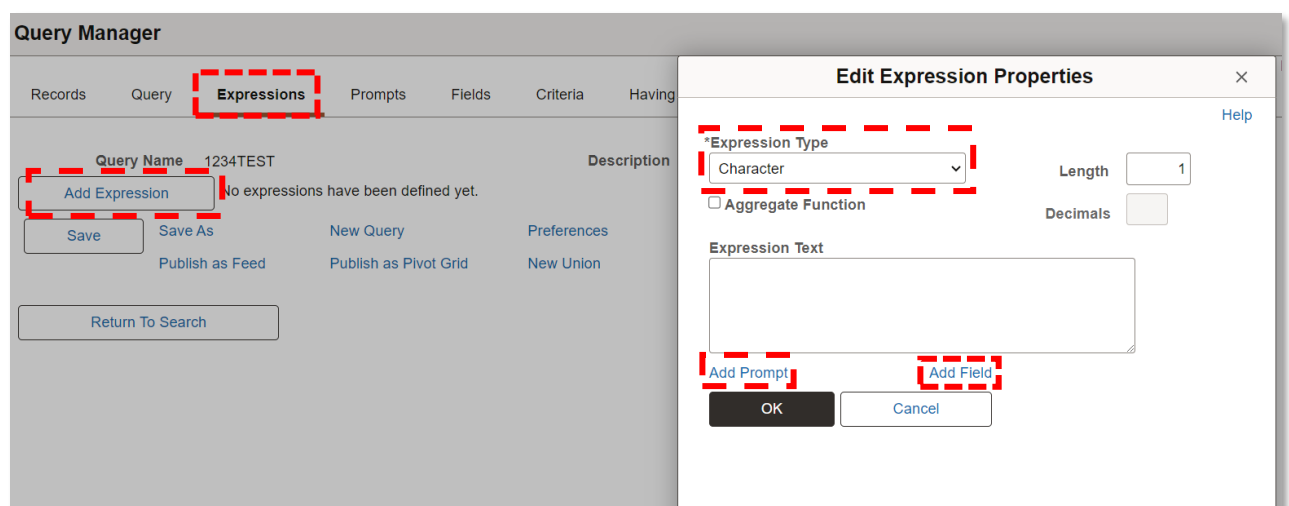 Query Manager
Records Query Expressions Prompts Fields Criteria Having
Query Name 1234TEST Description
Add Expression No expressions have been defined yet.
Save Save As New Query Preferences
Publish as Feed Publish as Pivot Grid New Union
Return To Search
Edit Expression Properties ×
Help
*Expression Type
Character Length 1
Aggregate Function Decimals
Expression Text
Add Prompt Add Field
OK Cancel